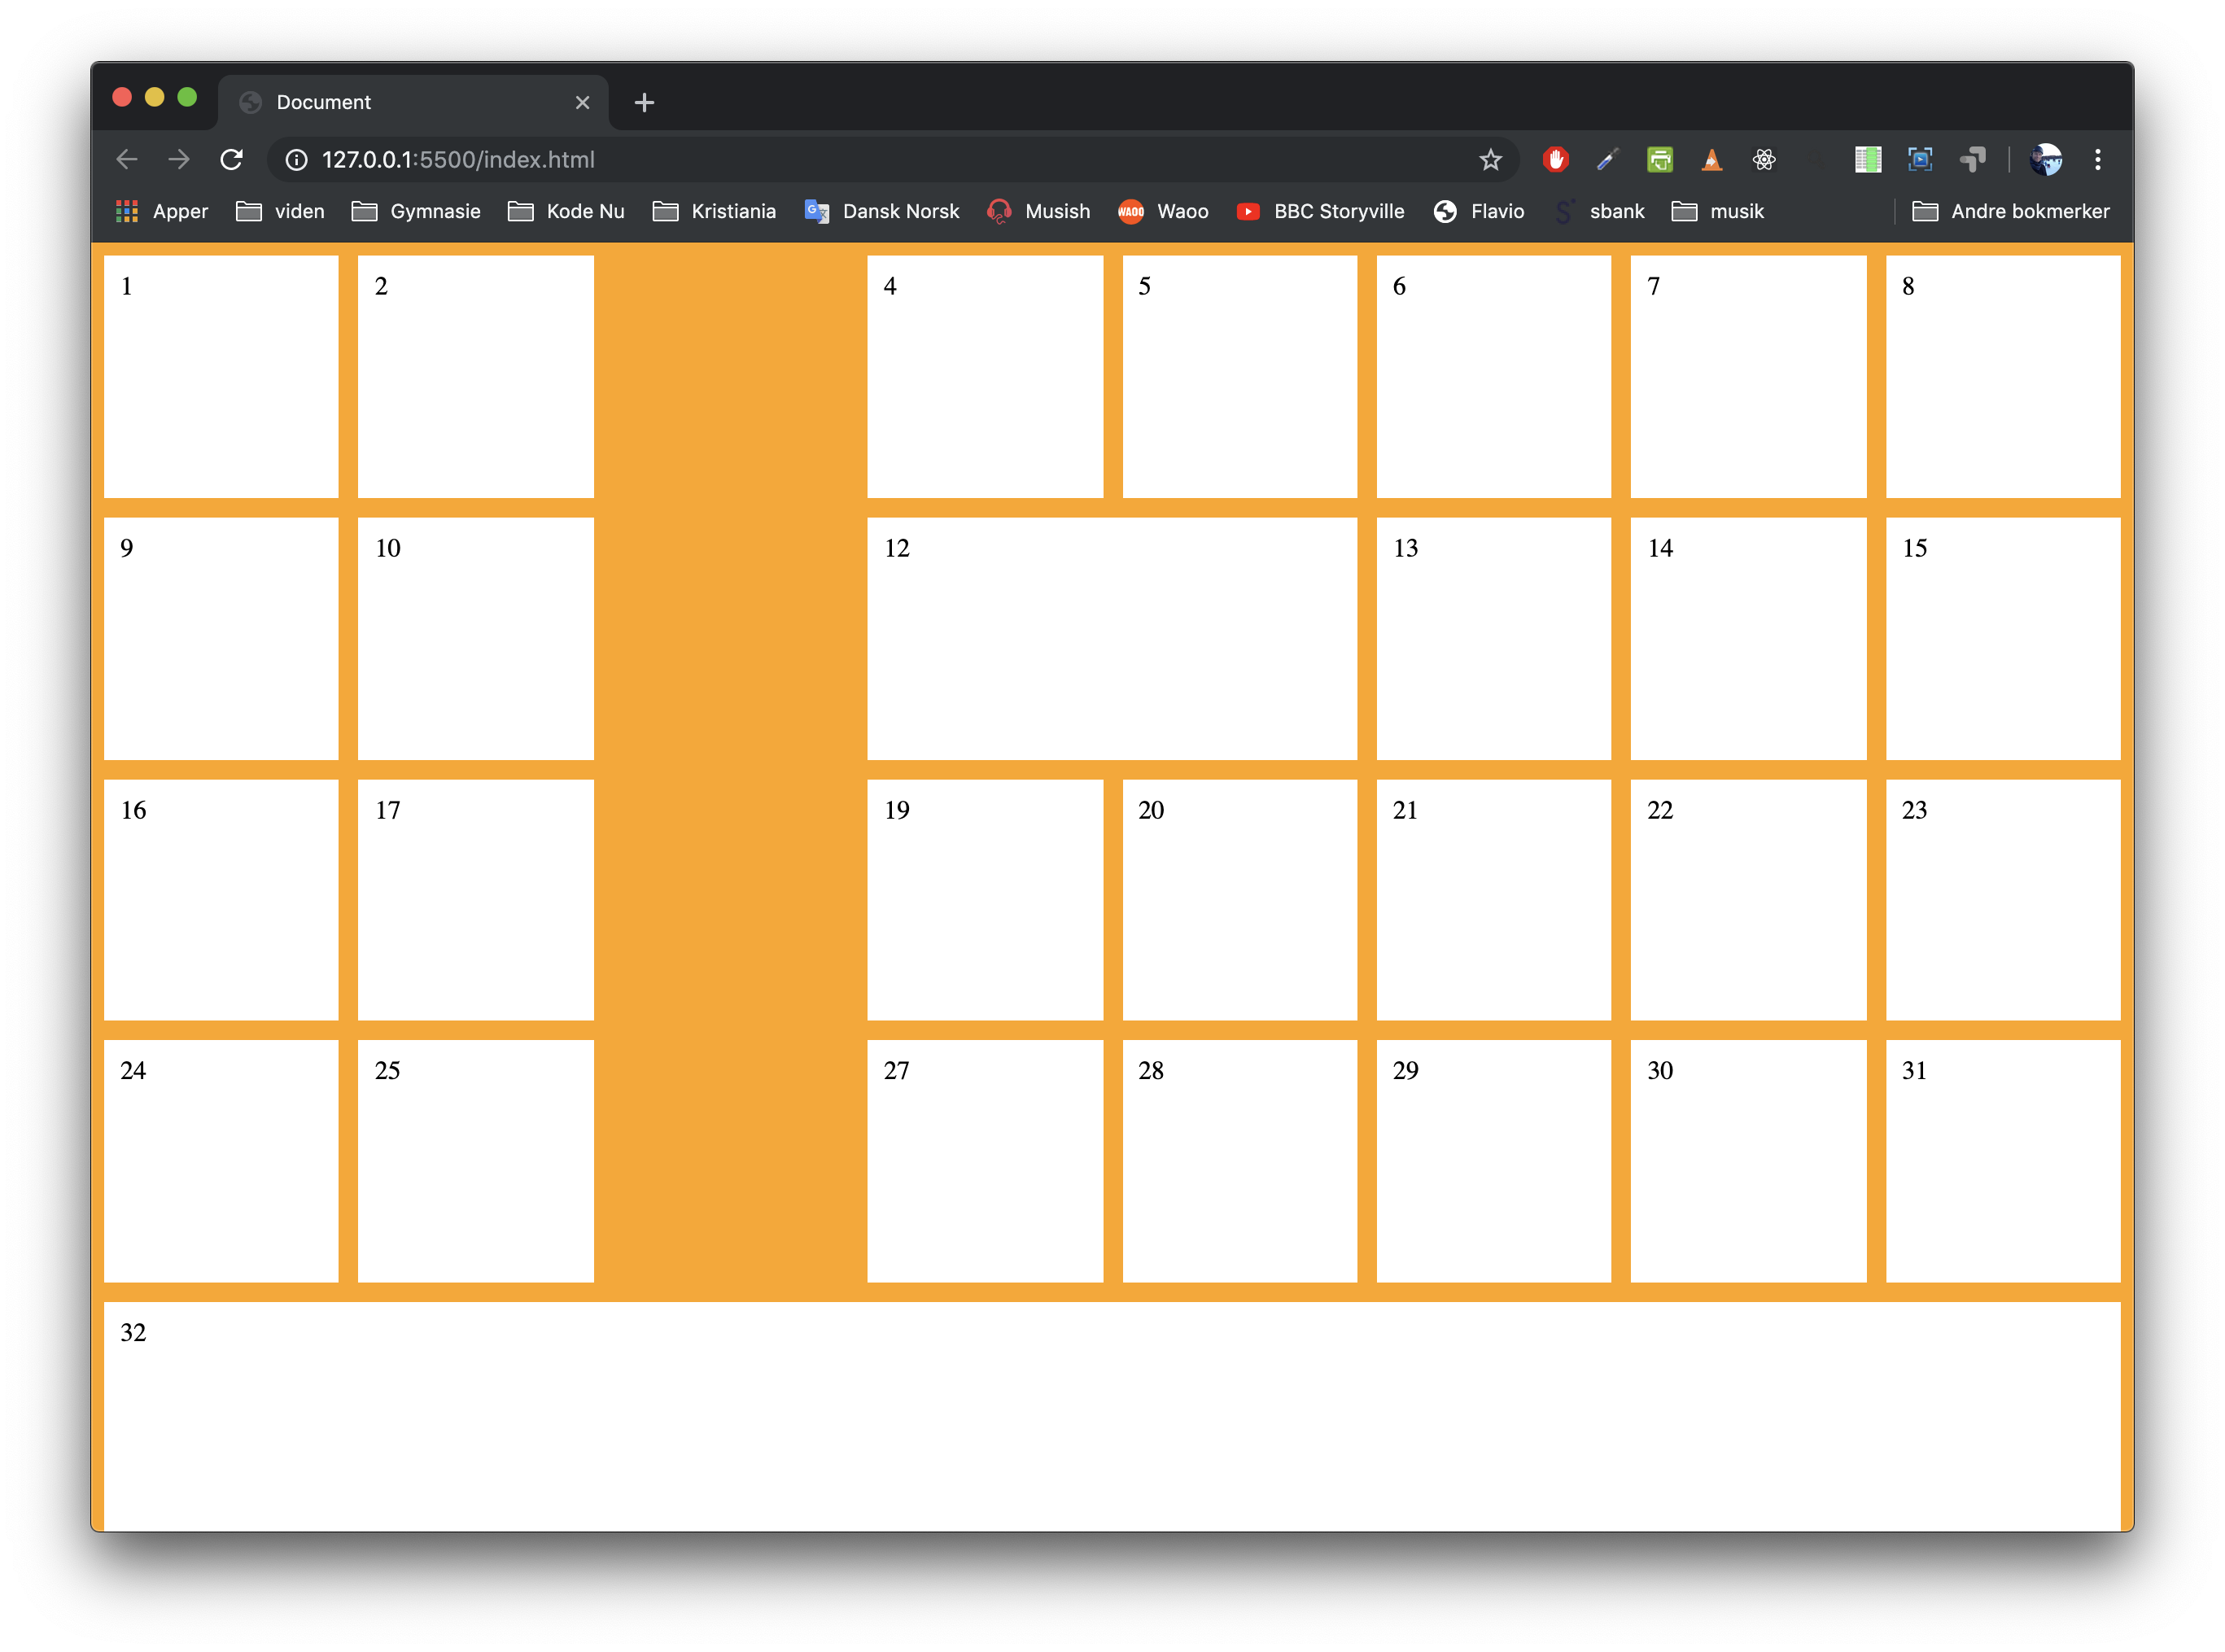 Document
127.0.0.1:5500/index.html
Apper viden Gymnasie Kode Nu Kristiania Dansk Norsk Musish WAOO Waoo BBC Storyville Flavio sbank musik Andre bokmerker
1 2 4 5 6 7 8
9 10 12 13 14 15
16 17 19 20 21 22 23
24 25 27 28 29 30 31
32